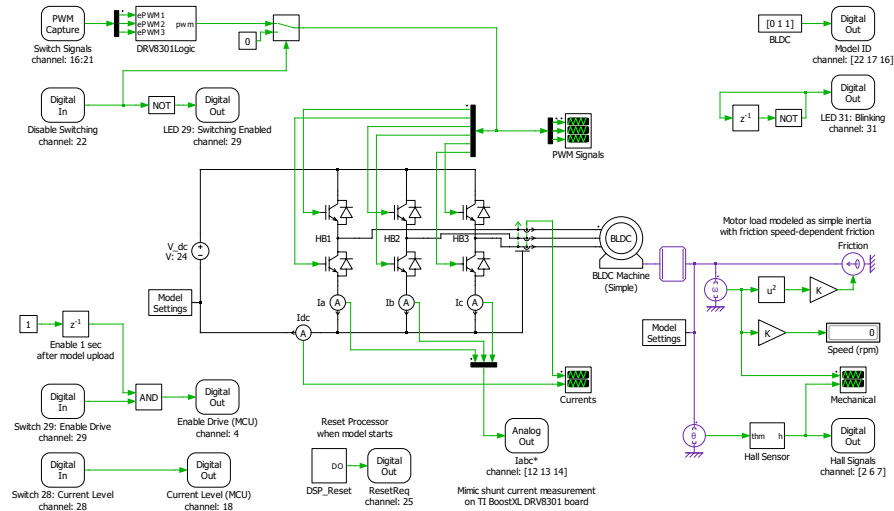 PWM
Capture
Switch Signals
channel: 16:21
ePWM1
ePWM2
ePWM3
pwm
DRV8301Logic
0
Digital
In
Disable Switching
channel: 22
NOT
Digital
Out
LED 29: Switching Enabled
channel: 29
PWM Signals
[0 1 1]
BLDC
Digital
Out
Model ID
channel: [22 17 16]
z-1
NOT
Digital
Out
LED 31: Blinking
channel: 31
V_dc
V: 24
HB1
HB2
HB3
Model
Settings
Ia
A
Ib
A
Ic
A
Idc
A
BLDC
BLDC Machine
(Simple)
Motor load modeled as simple inertia
with friction speed-dependent friction
Friction
ω
u2
K
K
0
Speed (rpm)
Model
Settings
Mechanical
θ
thm
h
Hall Sensor
Digital
Out
Hall Signals
channel: [2 6 7]
Currents
1
z-1
Enable 1 sec
after model upload
Digital
In
Switch 29: Enable Drive
29
AND
Digital
Out
Enable Drive (MCU)
channel: 4
Digital
In
Switch 28: Current Level
channel: 28
Digital
Out
Current Level (MCU)
channel: 18
Reset Processor
when model starts
DO
DSP_Reset
Digital
Out
ResetReq
channel: 25
Analog
Out
Iabc*
channel: [12 13 14]
Mimic shunt current measurement
on TI BoostXL DRV8301 board